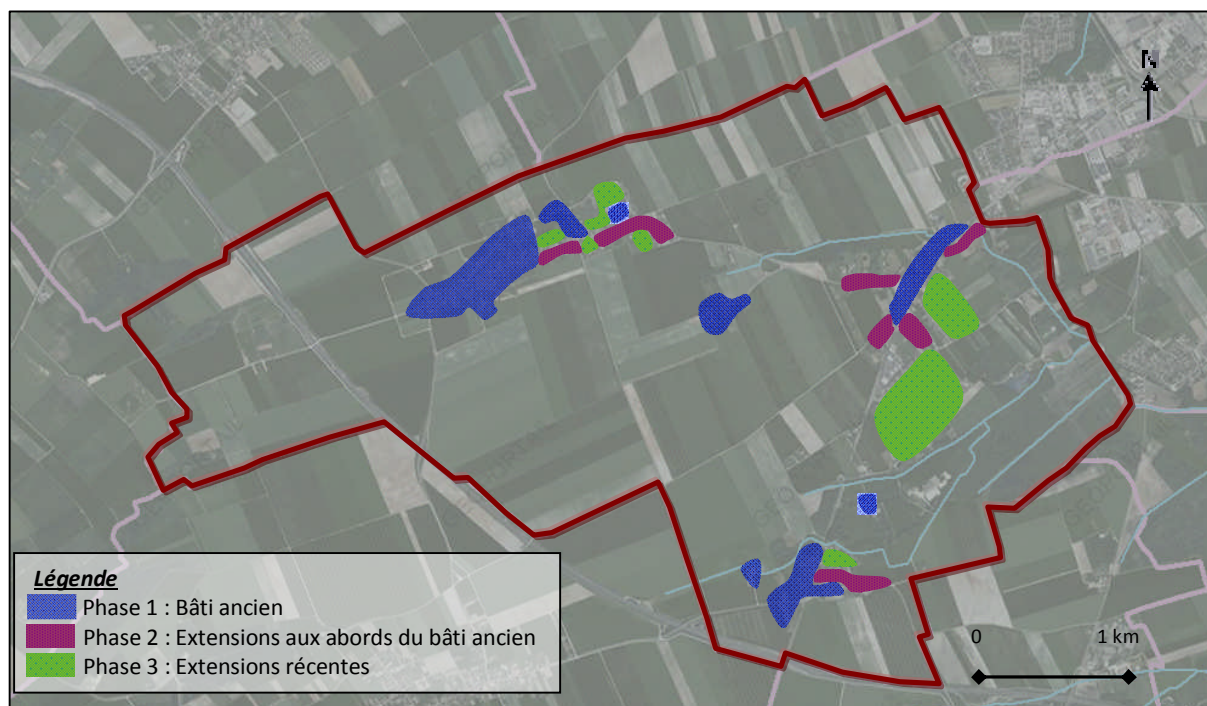 N
Légende
Phase 1 : Bâti ancien
Phase 2 : Extensions aux abords du bâti ancien
Phase 3 : Extensions récentes
0 1 km